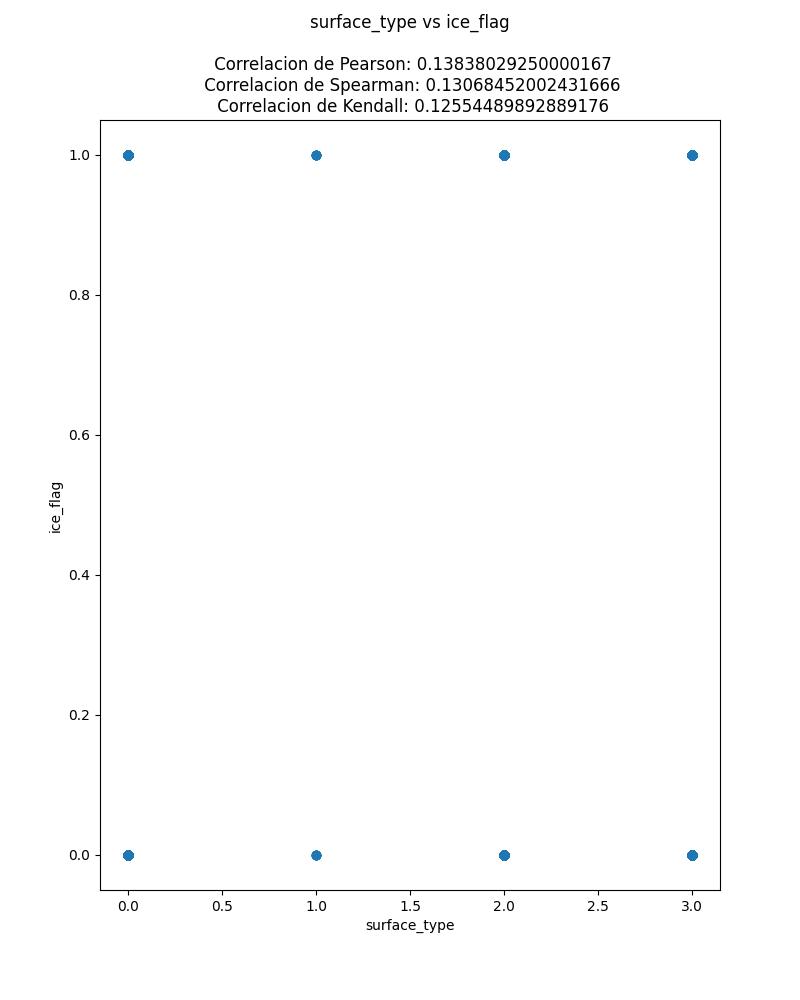 surface_type vs ice_flag
Correlacion de Pearson: 0.13838029250000167
Correlacion de Spearman: 0.13068452002431666
Correlacion de Kendall: 0.12554489892889176
1.0
0.8
0.6
ice_flag
0.4
0.2
0.0
0.0 0.5 1.0 1.5 2.0 2.5 3.0
surface_type